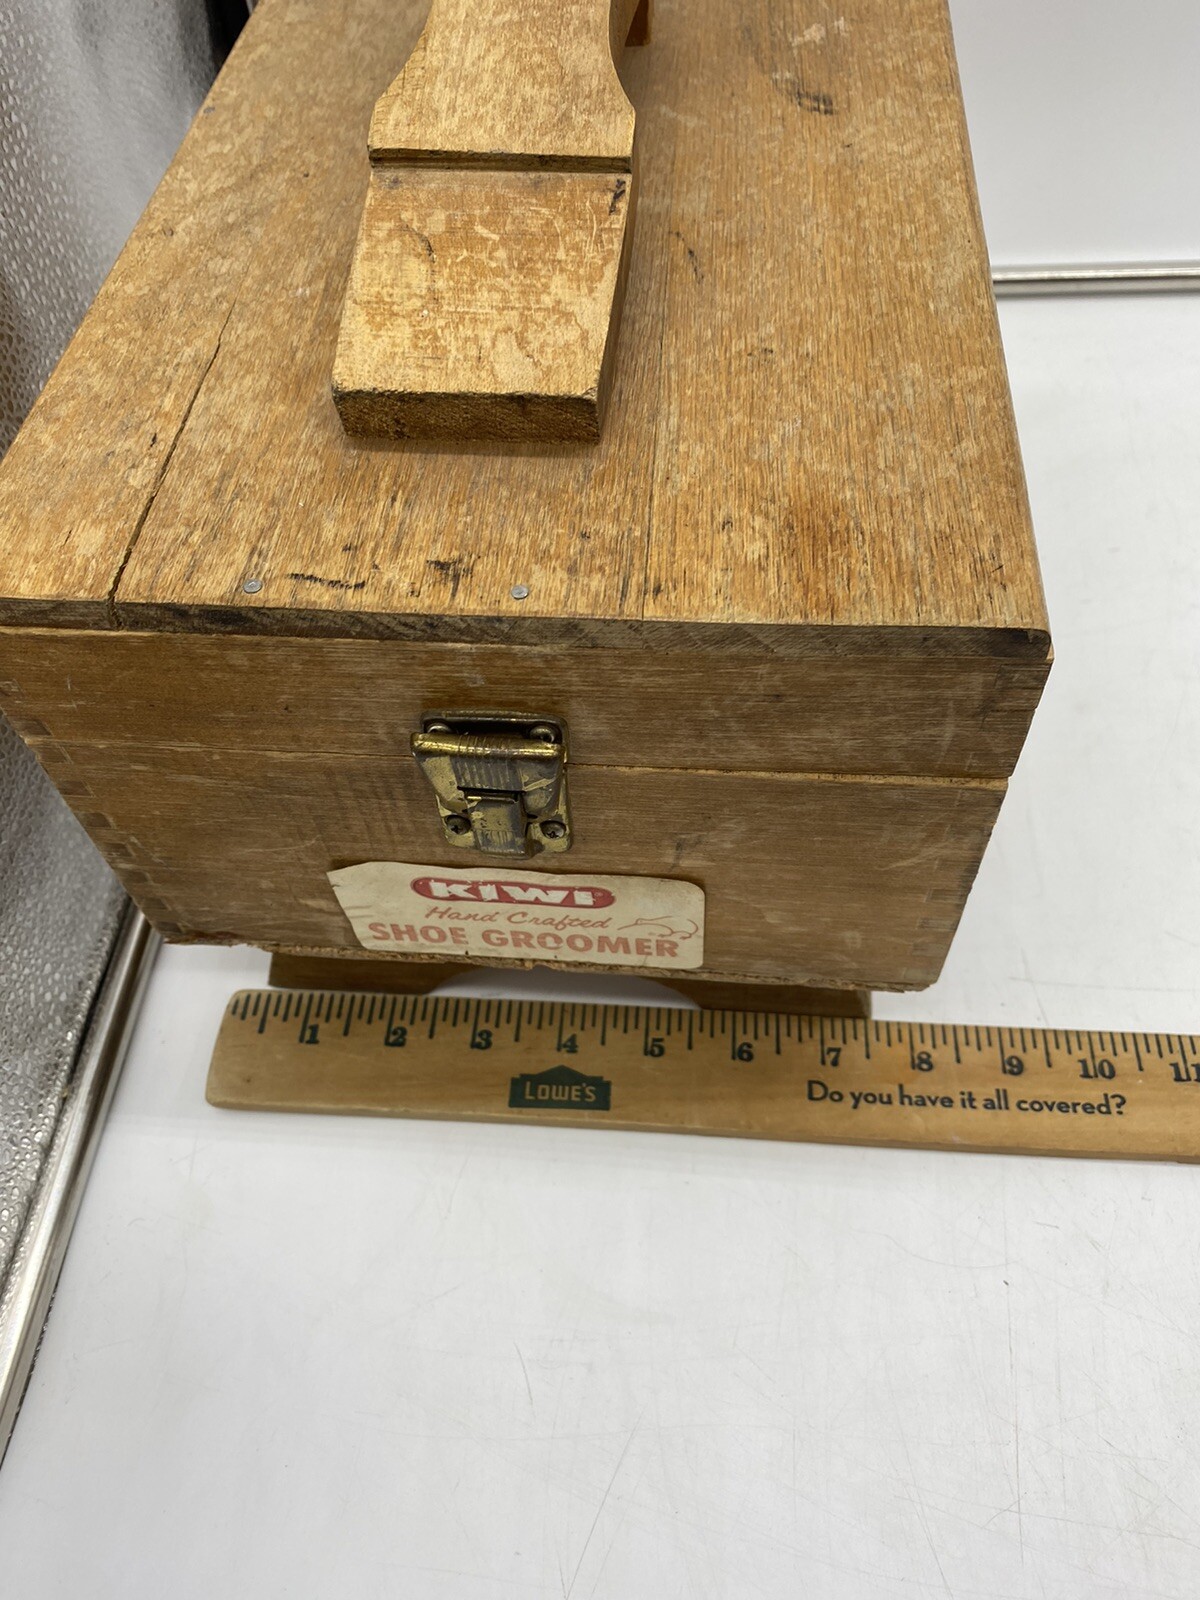 KIWI
Hand Crafted
SHOE GROOMER
1 2 3 4 5 6 7 8 9 10 11
LOWE'S
Do you have it all covered?